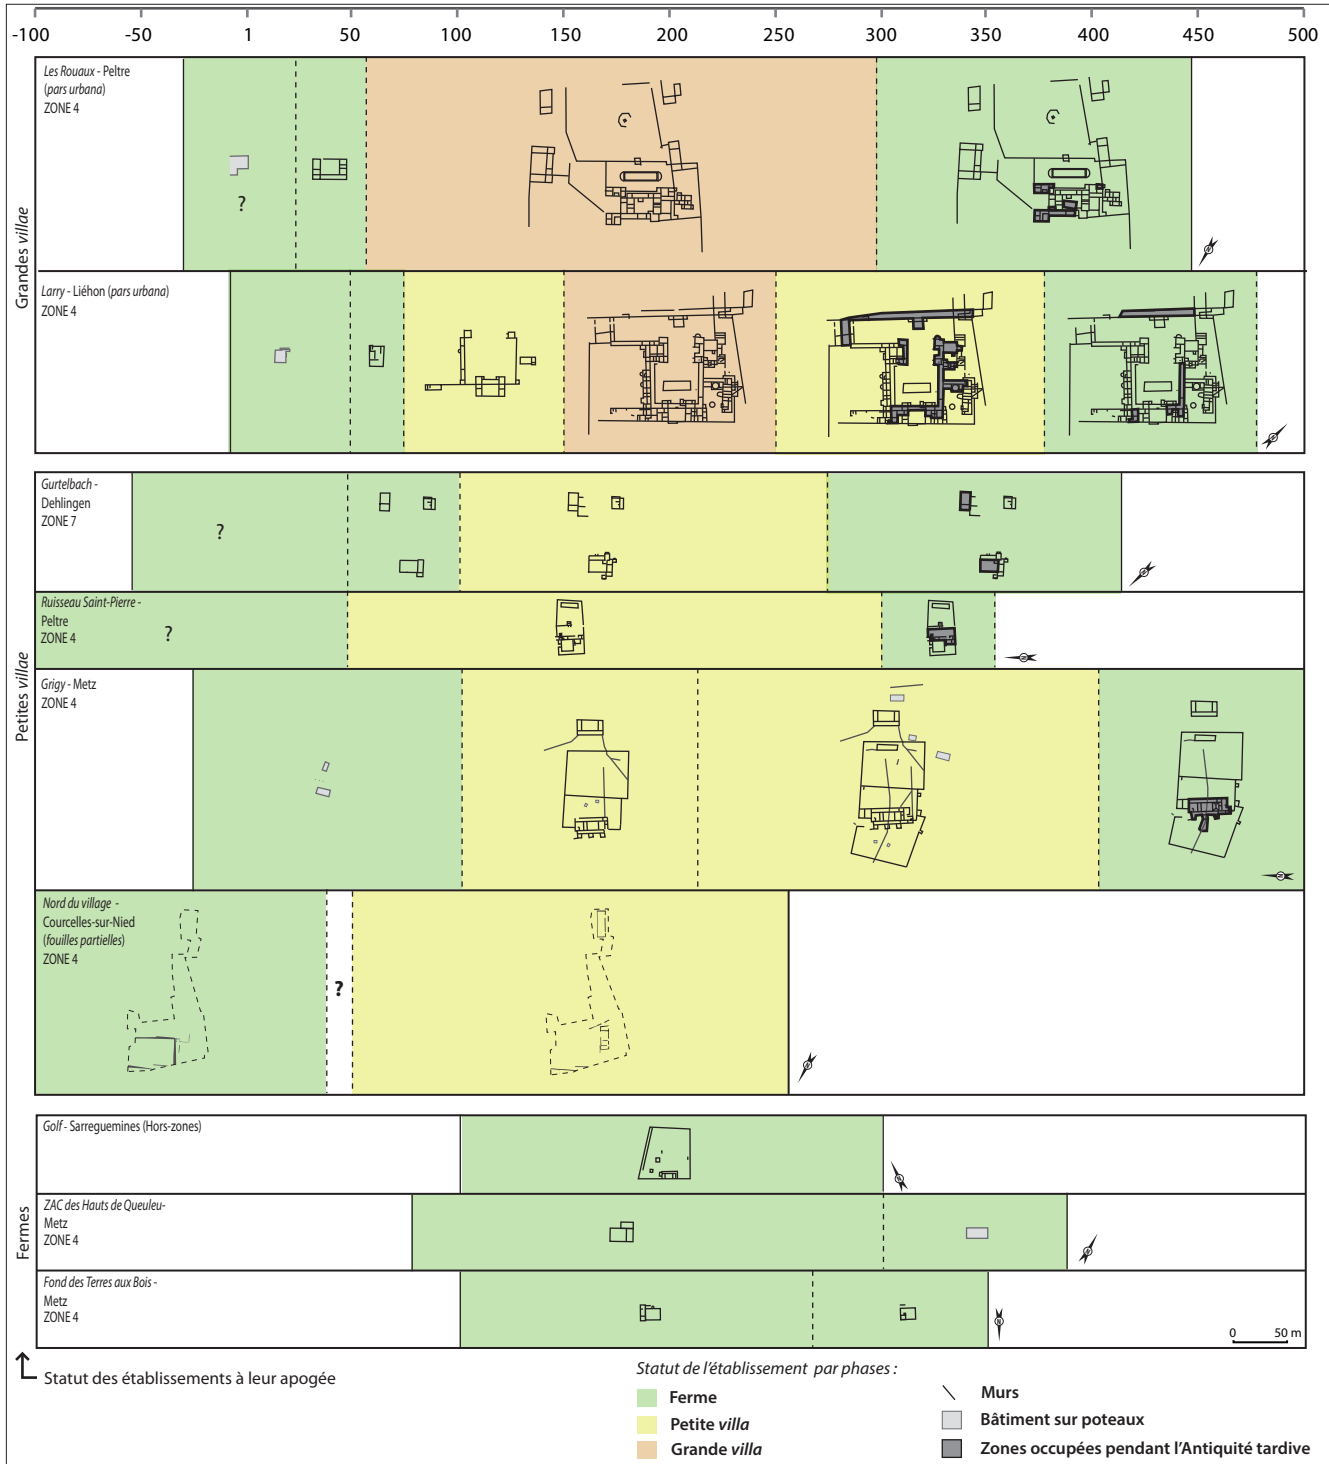 -100 -50 1 50 100 150 200 250 300 350 400 450 500
Grandes villae
Les Rouaux - Peltre
(pars urbana)
ZONE 4
?
Larry - Liéhon (pars urbana)
ZONE 4
Petites villae
Gurtelbach -
Dehlingen
ZONE 7
?
Ruisseau Saint-Pierre -
Peltre
ZONE 4
?
Grigy - Metz
ZONE 4
Nord du village -
Courcelles-sur-Nied
(fouilles partielles)
ZONE 4
?
Fermes
Golf - Sarreguemines (Hors-zones)
ZAC des Hauts de Queuleu-
Metz
ZONE 4
Fond des Terres aux Bois -
Metz
ZONE 4
0 50 m
Statut des établissements à leur apogée
Statut de l'établissement par phases :
Ferme
Petite villa
Grande villa
Murs
Bâtiment sur poteaux
Zones occupées pendant l'Antiquité tardive